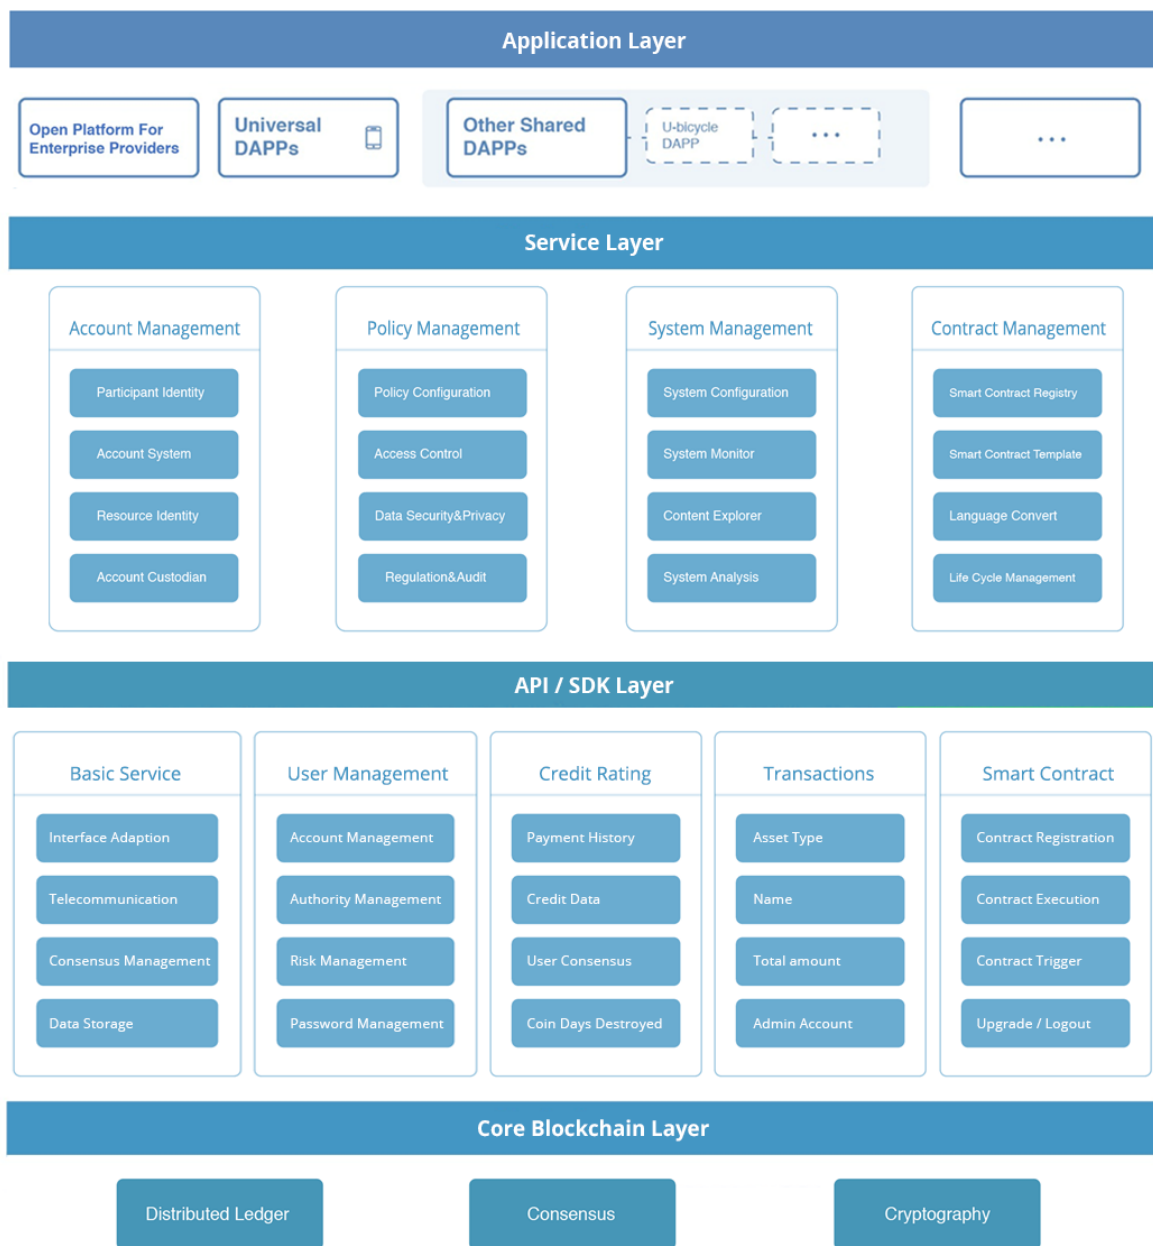 Application Layer
Open Platform For
Enterprise Providers
Universal
DAPPs
Other Shared
DAPPs
U-bicycle
DAPP
...
...
Service Layer
Account Management
Participant Identity
Account System
Resource Identity
Account Custodian
Policy Management
Policy Configuration
Access Control
Data Security&Privacy
Regulation&Audit
System Management
System Configuration
System Monitor
Content Explorer
System Analysis
Contract Management
Smart Contract Registry
Smart Contract Template
Language Convert
Life Cycle Management
API / SDK Layer
Basic Service
Interface Adaption
Telecommunication
Consensus Management
Data Storage
User Management
Account Management
Authority Management
Risk Management
Password Management
Credit Rating
Payment History
Credit Data
User Consensus
Coin Days Destroyed
Transactions
Asset Type
Name
Total amount
Admin Account
Smart Contract
Contract Registration
Contract Execution
Contract Trigger
Upgrade / Logout
Core Blockchain Layer
Distributed Ledger
Consensus
Cryptography